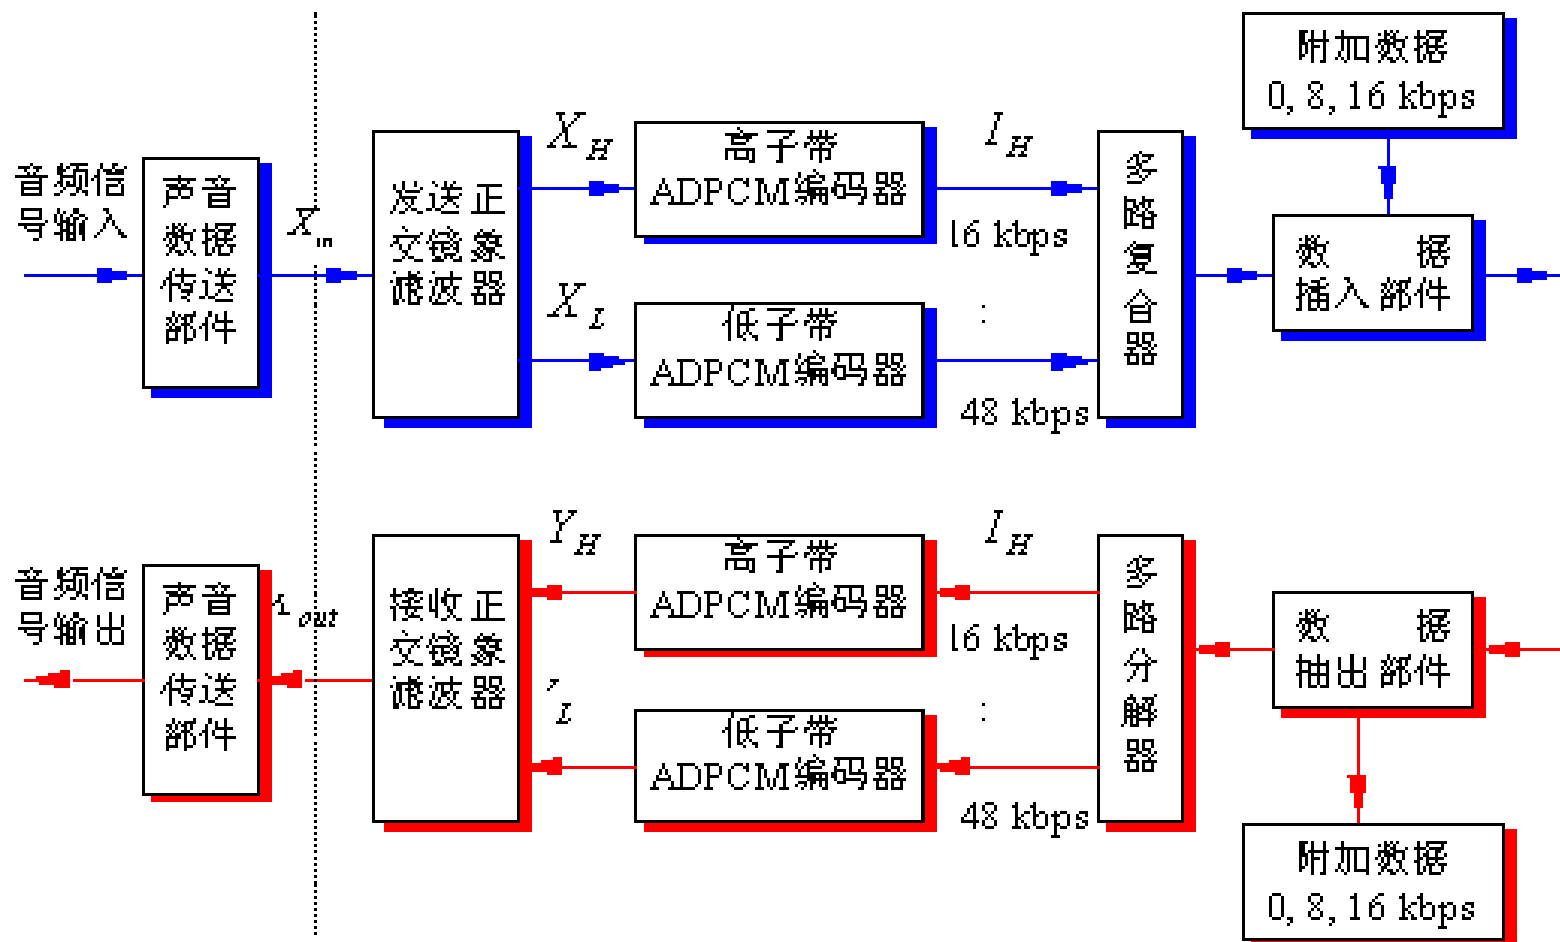 附加数据
0, 8, 16 kbps
音频信
号输入
声音
数据
传送
部件
X_in
发送正
交镜象
滤波器
X_H
高子带
ADPCM编码器
I_H
16 kbps
X_L
低子带
ADPCM编码器
48 kbps
多
路
复
合
器
数 据
插入部件
音频信
号输出
声音
数据
传送
部件
out
接收正
交镜象
滤波器
Y_H
高子带
ADPCM编码器
I_H
16 kbps
L
低子带
ADPCM编码器
48 kbps
多
路
分
解
器
数 据
抽出部件
附加数据
0, 8, 16 kbps